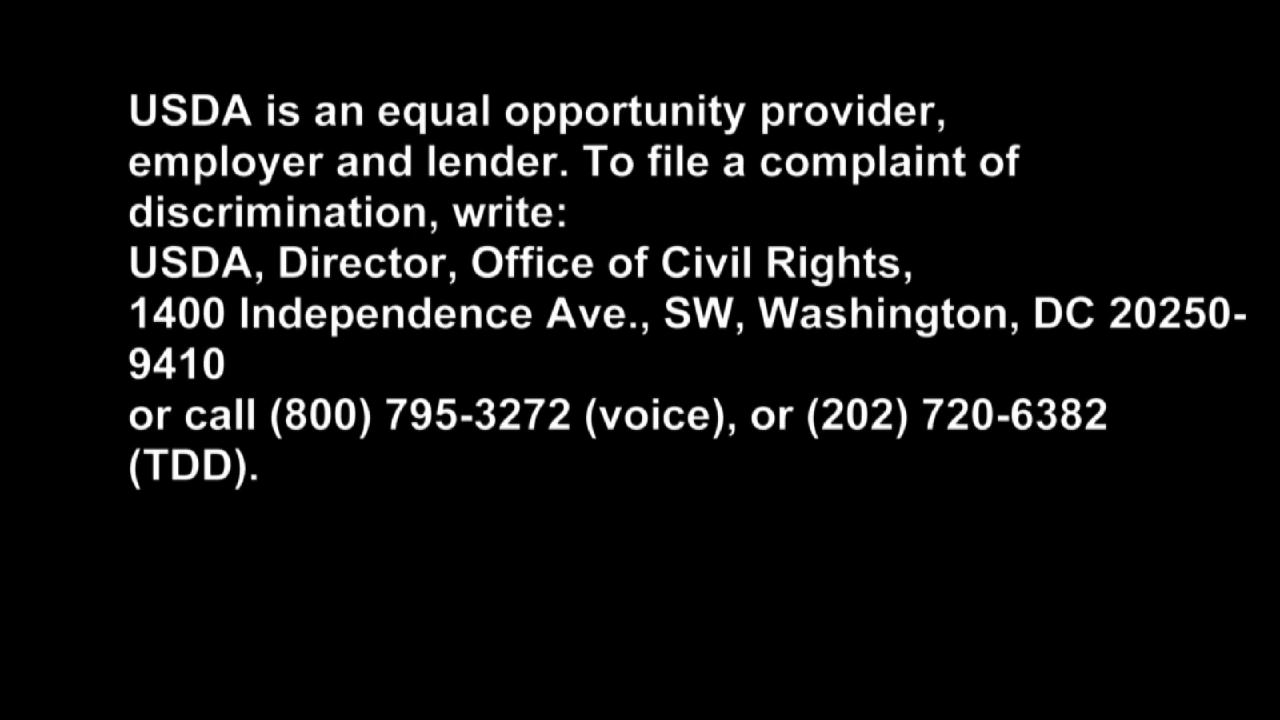 USDA is an equal opportunity provider,
employer and lender. To file a complaint of
discrimination, write:
USDA, Director, Office of Civil Rights,
1400 Independence Ave., SW, Washington, DC 20250-
9410
or call (800) 795-3272 (voice), or (202) 720-6382
(TDD).